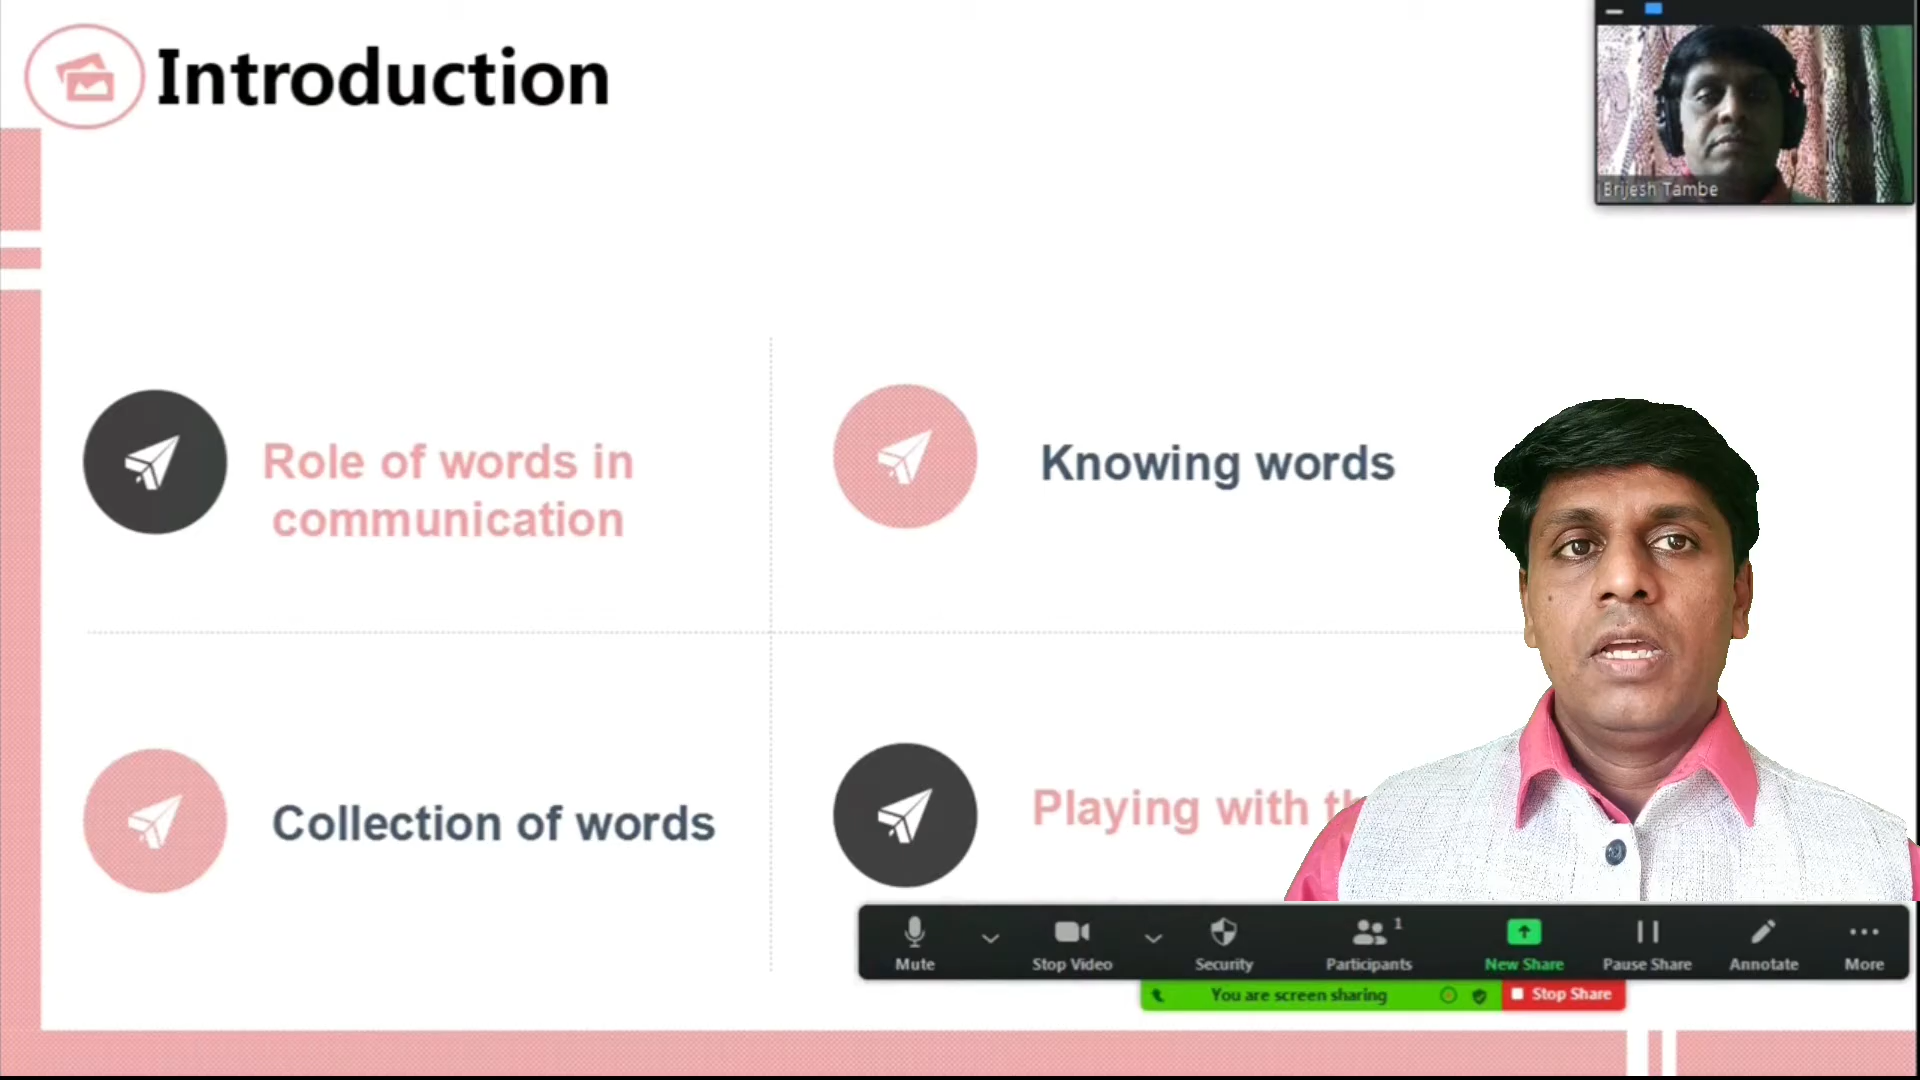 Introduction
Brijesh Tambe
Role of words in
communication
Knowing words
Collection of words
Playing with
Mute
Stop Video
Security
Participants
1
New Share
Pause Share
Annotate
More
You are screen sharing
Stop Share